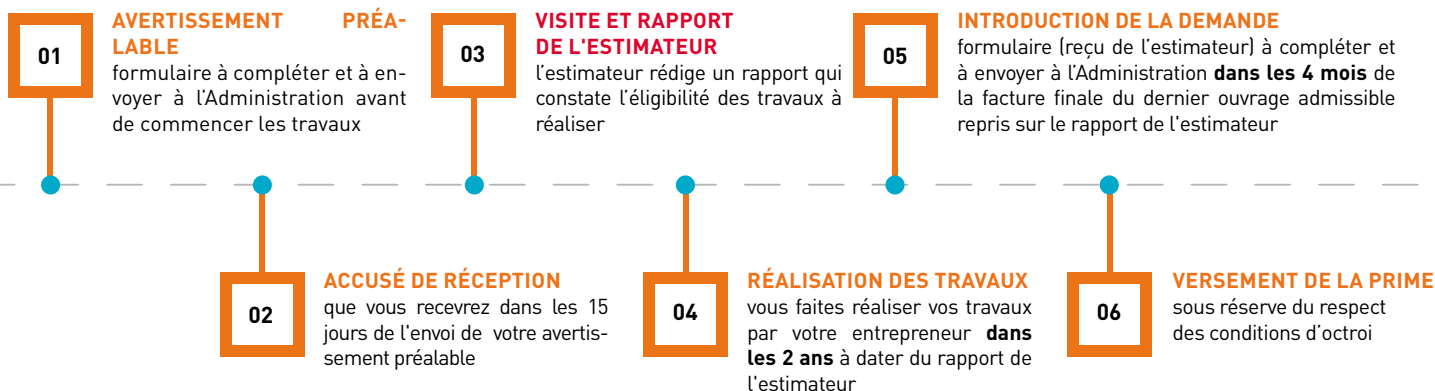 01
AVERTISSEMENT PRÉA-
LABLE
formulaire à compléter et à en-
voyer à l'Administration avant
de commencer les travaux
02
ACCUSÉ DE RÉCEPTION
que vous recevrez dans les 15
jours de l'envoi de votre avertis-
sement préalable
03
VISITE ET RAPPORT
DE L'ESTIMATEUR
l'estimateur rédige un rapport qui
constate l'éligibilité des travaux à
réaliser
04
RÉALISATION DES TRAVAUX
vous faites réaliser vos travaux
par votre entrepreneur dans
les 2 ans à dater du rapport de
l'estimateur
05
INTRODUCTION DE LA DEMANDE
formulaire (reçu de l'estimateur) à compléter et
à envoyer à l'Administration dans les 4 mois de
la facture finale du dernier ouvrage admissible
repris sur le rapport de l'estimateur
06
VERSEMENT DE LA PRIME
sous réserve du respect
des conditions d'octroi